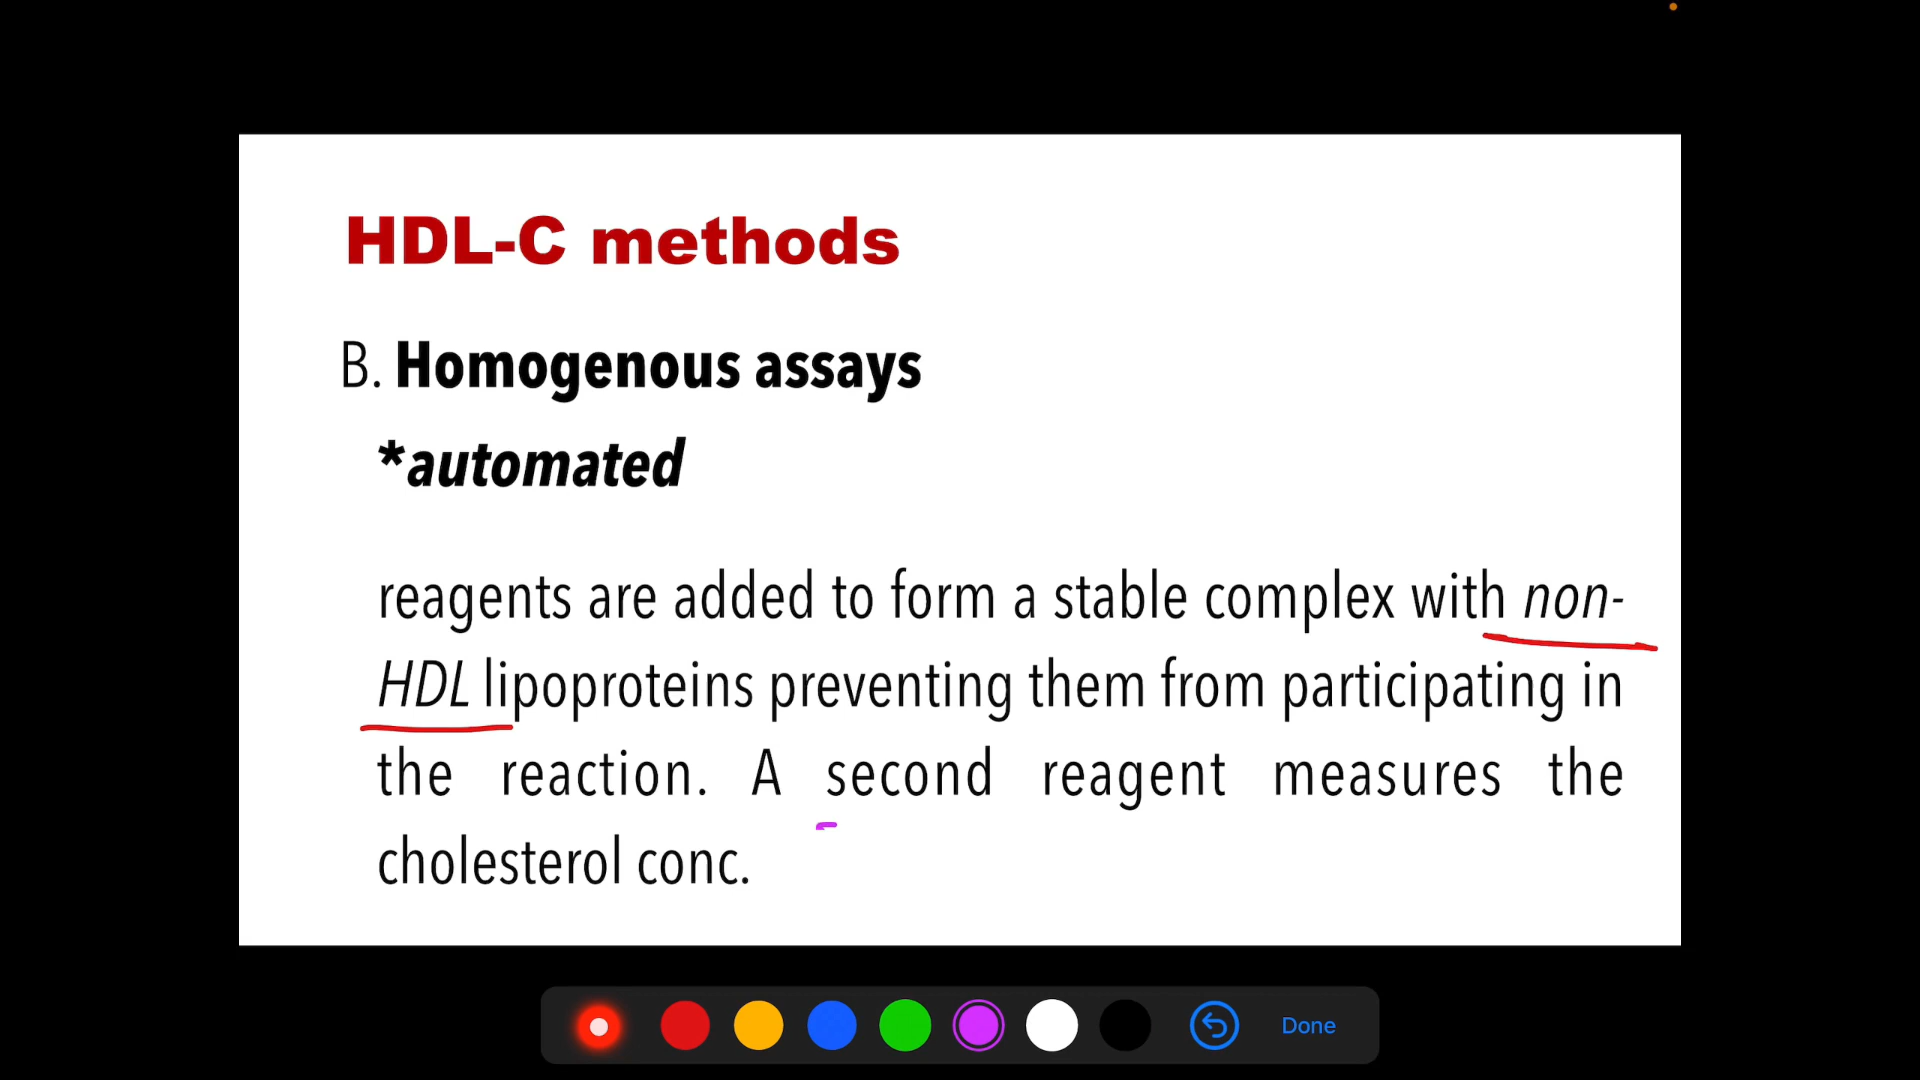 HDL-C methods
B. Homogenous assays
*automated
reagents are added to form a stable complex with non-
HDL lipoproteins preventing them from participating in
the reaction. A second reagent measures the
cholesterol conc.
Done